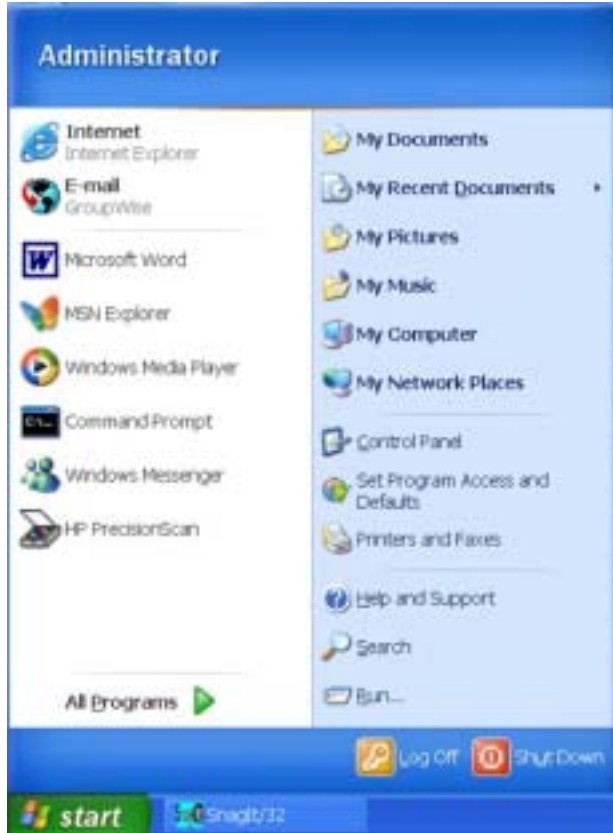 Administrator
Internet
Internet Explorer
E-mail
GroupWise
Microsoft Word
MSN Explorer
Windows Media Player
Command Prompt
Windows Messenger
HP PrecisionScan
All Programs
My Documents
My Recent Documents
My Pictures
My Music
My Computer
My Network Places
Control Panel
Set Program Access and
Defaults
Printers and Faxes
Help and Support
Search
Run...
Log Off
Shut Down
start
SnagIt/32